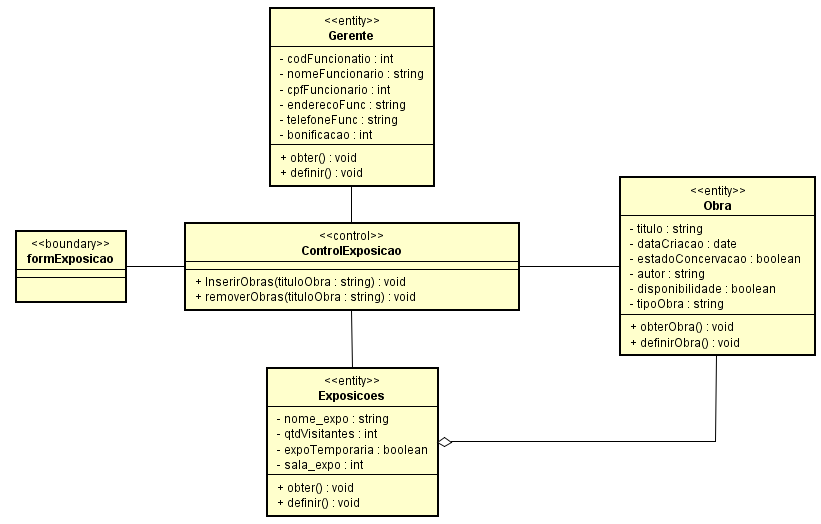 <<entity>>
Gerente
- codFuncionatio : int
- nomeFuncionario : string
- cpfFuncionario : int
- enderecoFunc : string
- telefoneFunc : string
- bonificacao : int
+ obter() : void
+ definir() : void
<<boundary>>
formExposicao
<<control>>
ControlExposicao
+ InserirObras(tituloObra : string) : void
+ removerObras(tituloObra : string) : void
<<entity>>
Obra
- titulo : string
- dataCriacao : date
- estadoConcervacao : boolean
- autor : string
- disponibilidade : boolean
- tipoObra : string
+ obterObra() : void
+ definirObra() : void
<<entity>>
Exposicoes
- nome_expo : string
- qtdVisitantes : int
- expoTemporaria : boolean
- sala_expo : int
+ obter() : void
+ definir() : void